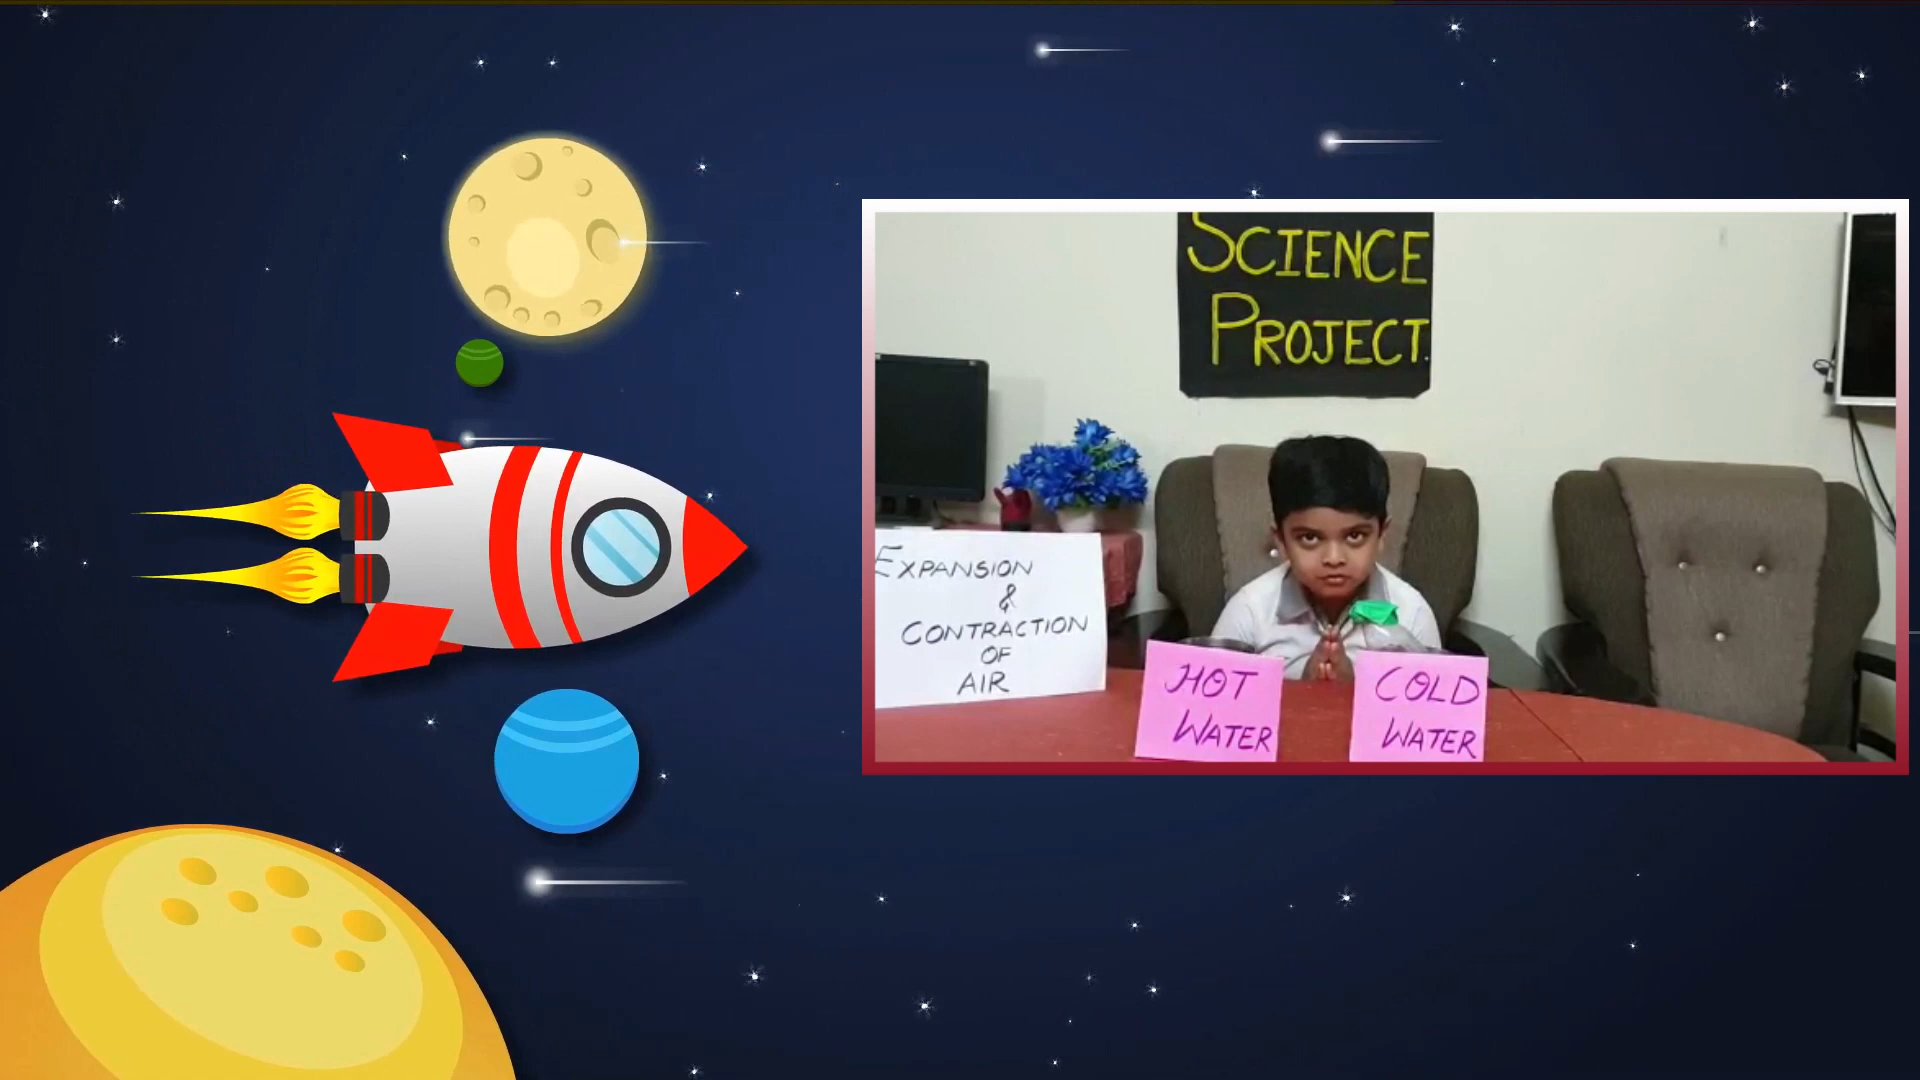 SCIENCE
PROJECT.
EXPANSION
&
CONTRACTION
OF
AIR
HOT
WATER
COLD
WATER